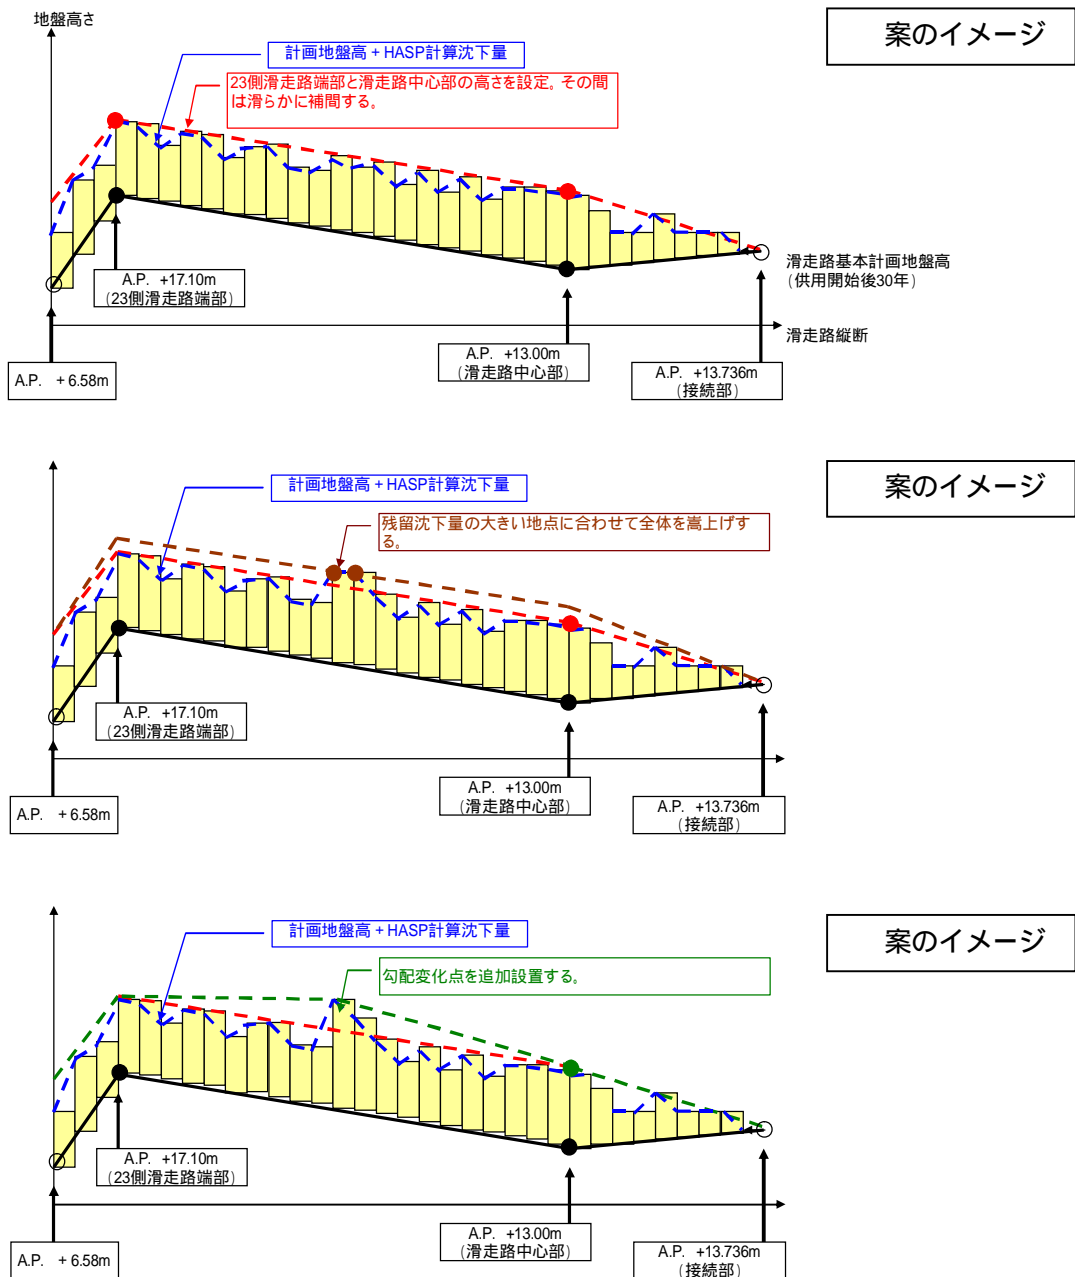 地盤高さ
案のイメージ
計画地盤高＋HASP計算沈下量
23側滑走路端部と滑走路中心部の高さを設定。その間
は滑らかに補間する。
滑走路基本計画地盤高
(供用開始後30年)
A.P. +17.10m
(23側滑走路端部)
滑走路縦断
A.P. +13.00m
(滑走路中心部)
A.P. +6.58m
A.P. +13.736m
(接続部)
案のイメージ
計画地盤高＋HASP計算沈下量
残留沈下量の大きい地点に合わせて全体を嵩上げす
る。
A.P. +17.10m
(23側滑走路端部)
A.P. +13.00m
(滑走路中心部)
A.P. +6.58m
A.P. +13.736m
(接続部)
案のイメージ
計画地盤高＋HASP計算沈下量
勾配変化点を追加設置する。
A.P. +17.10m
(23側滑走路端部)
A.P. +13.00m
(滑走路中心部)
A.P. +6.58m
A.P. +13.736m
(接続部)